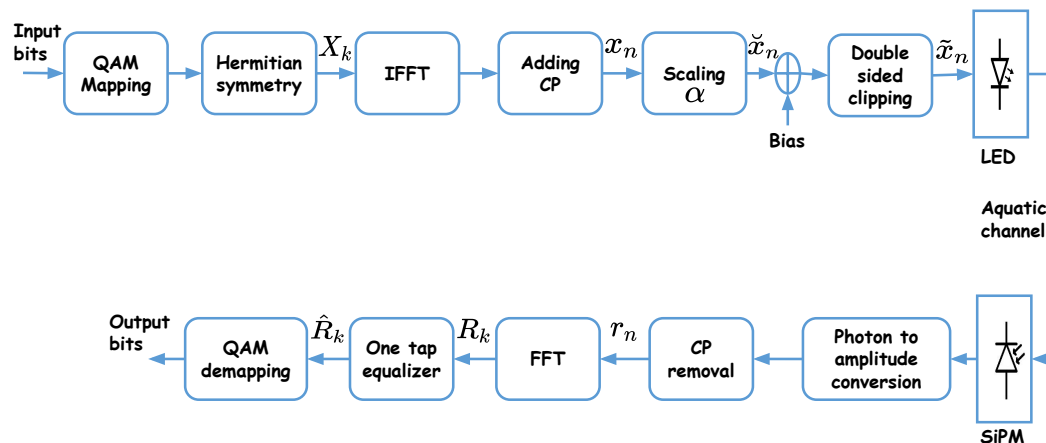 Input
bits
QAM
Mapping
Hermitian
symmetry
X_k
IFFT
Adding
CP
x_n
Scaling
α
x̆_n
Bias
Double
sided
clipping
x̃_n
LED
Aquatic
channel
Output
bits
QAM
demapping
R̂_k
One tap
equalizer
R_k
FFT
r_n
CP
removal
Photon to
amplitude
conversion
SiPM